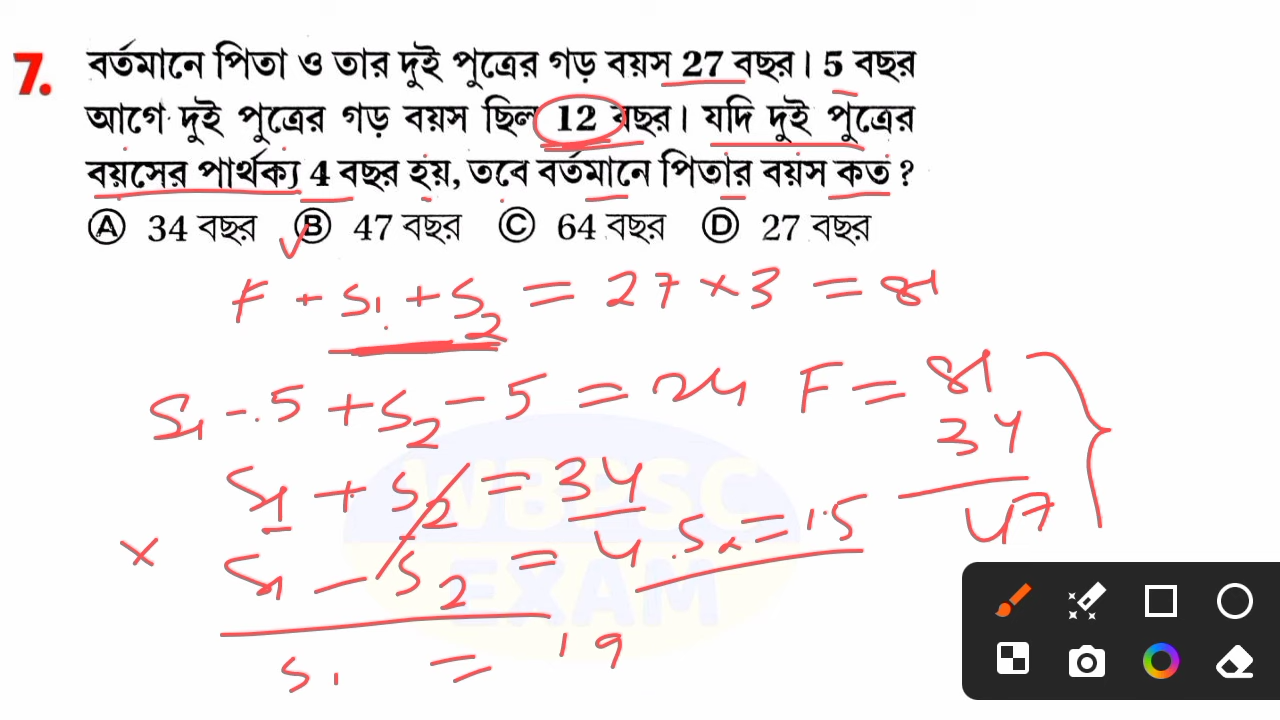 7. বর্তমানে পিতা ও তার দুই পুত্রের গড় বয়স 27 বছর। 5 বছর
আগে দুই পুত্রের গড় বয়স ছিল 12 বছর। যদি দুই পুত্রের
বয়সের পার্থক্য 4 বছর হয়, তবে বর্তমানে পিতার বয়স কত ?
Ⓐ 34 বছর Ⓑ 47 বছর Ⓒ 64 বছর Ⓓ 27 বছর
F + S₁ + S₂ = 27 × 3 = 81
S₁ - 5 + S₂ - 5 = 24 F = 81
34
S₁ + S₂ = 34
47
S₁ - S₂ = 4 S₂ = 15
S₁ = 19
WBPSC
EXAM